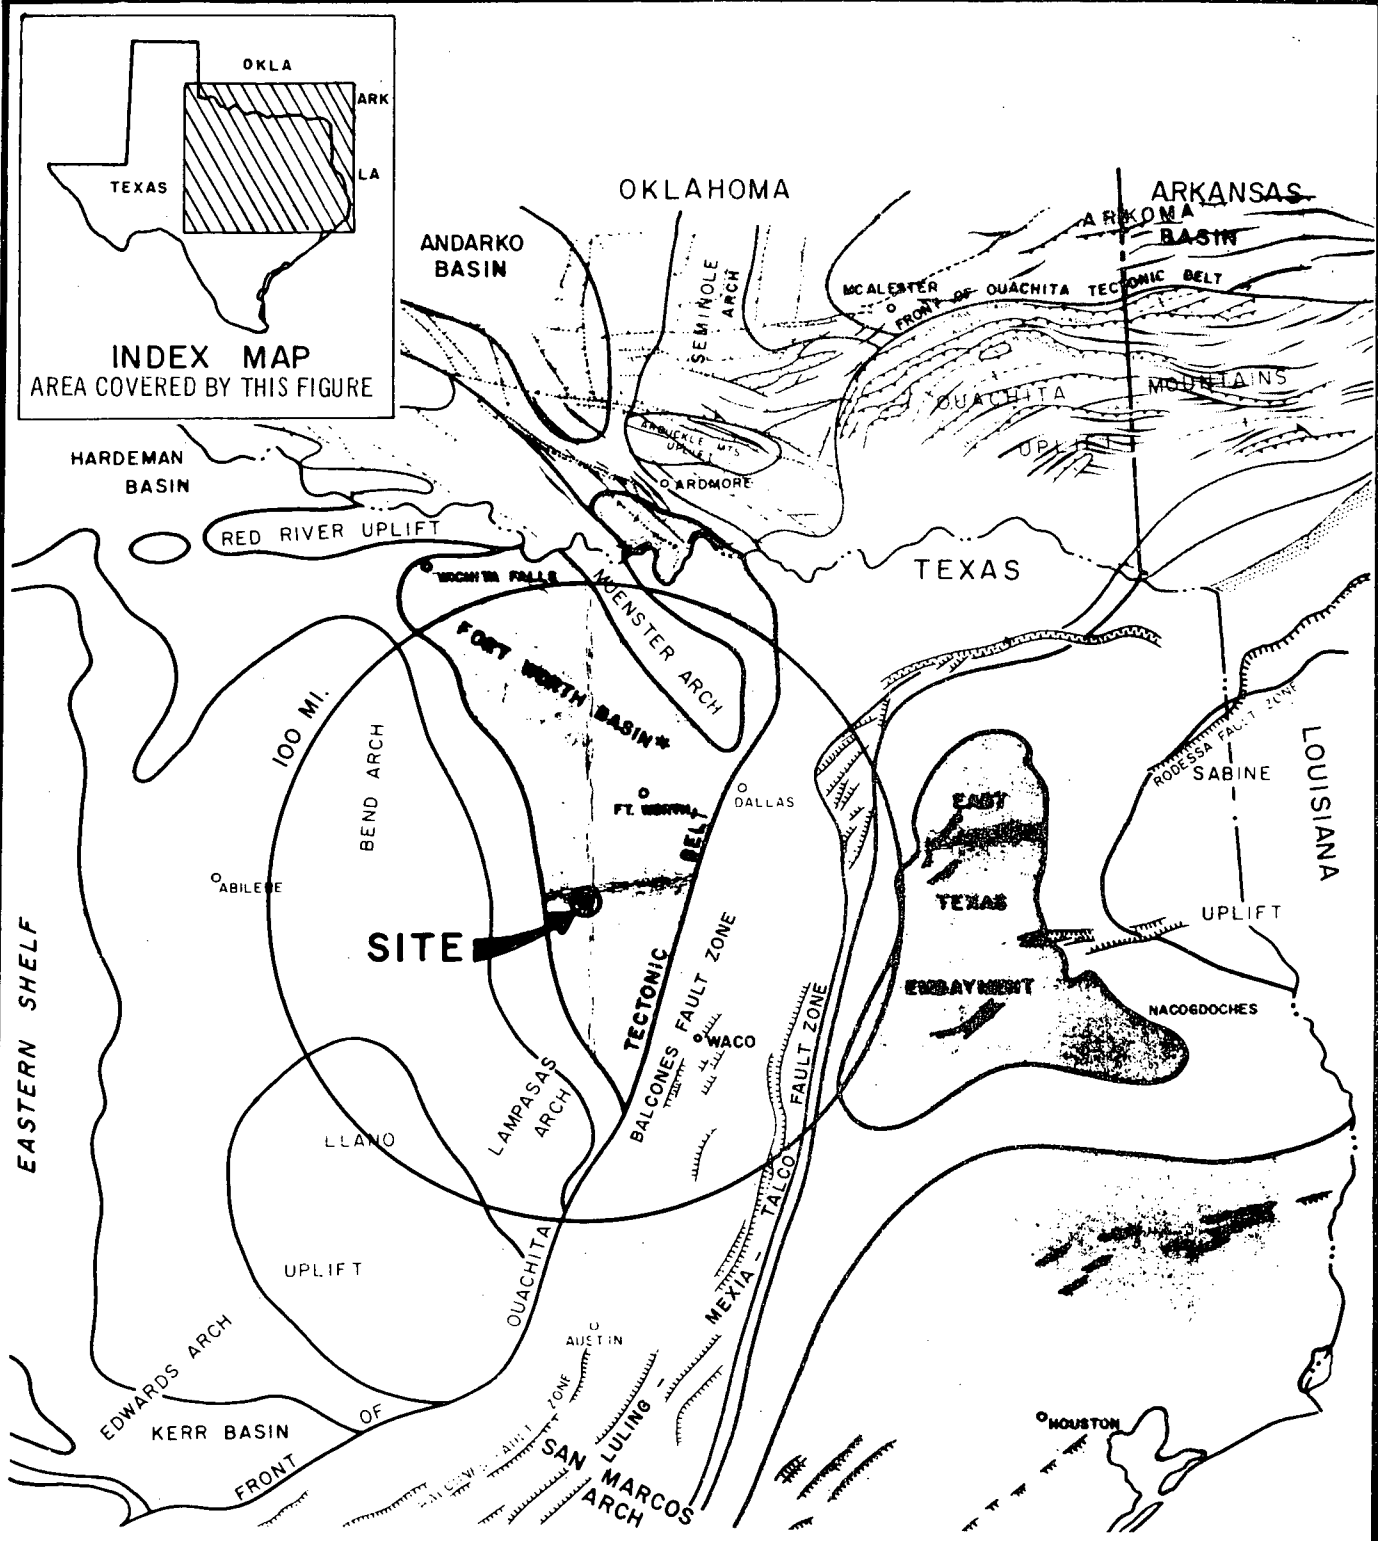 OKLA
ARK
LA
TEXAS
INDEX MAP
AREA COVERED BY THIS FIGURE
OKLAHOMA
ARKANSAS
ARKOMA
BASIN
ANDARKO
BASIN
SEMINOLE
ARCH
MCALESTER
FRONT OF OUACHITA TECTONIC BELT
OUACHITA MOUNTAINS
UPLIFT
ARBUCKLE MTS
UPLIFT
ARDMORE
HARDEMAN
BASIN
RED RIVER UPLIFT
TEXAS
WICHITA FALLS
MUENSTER ARCH
FORT WORTH BASIN*
100 MI.
BEND ARCH
FT. WORTH
DALLAS
RODESSA FAULT ZONE
SABINE
UPLIFT
LOUISIANA
EAST
TEXAS
EMBAYMENT
ABILENE
SITE
EASTERN SHELF
TECTONIC BELT
BALCONES FAULT ZONE
WACO
NACOGDOCHES
LAMPASAS
ARCH
LLANO
UPLIFT
MEXIA - TALCO FAULT ZONE
OUACHITA
AUSTIN
EDWARDS ARCH
KERR BASIN
FRONT OF
ZONE
LULING -
SAN MARCOS
ARCH
HOUSTON